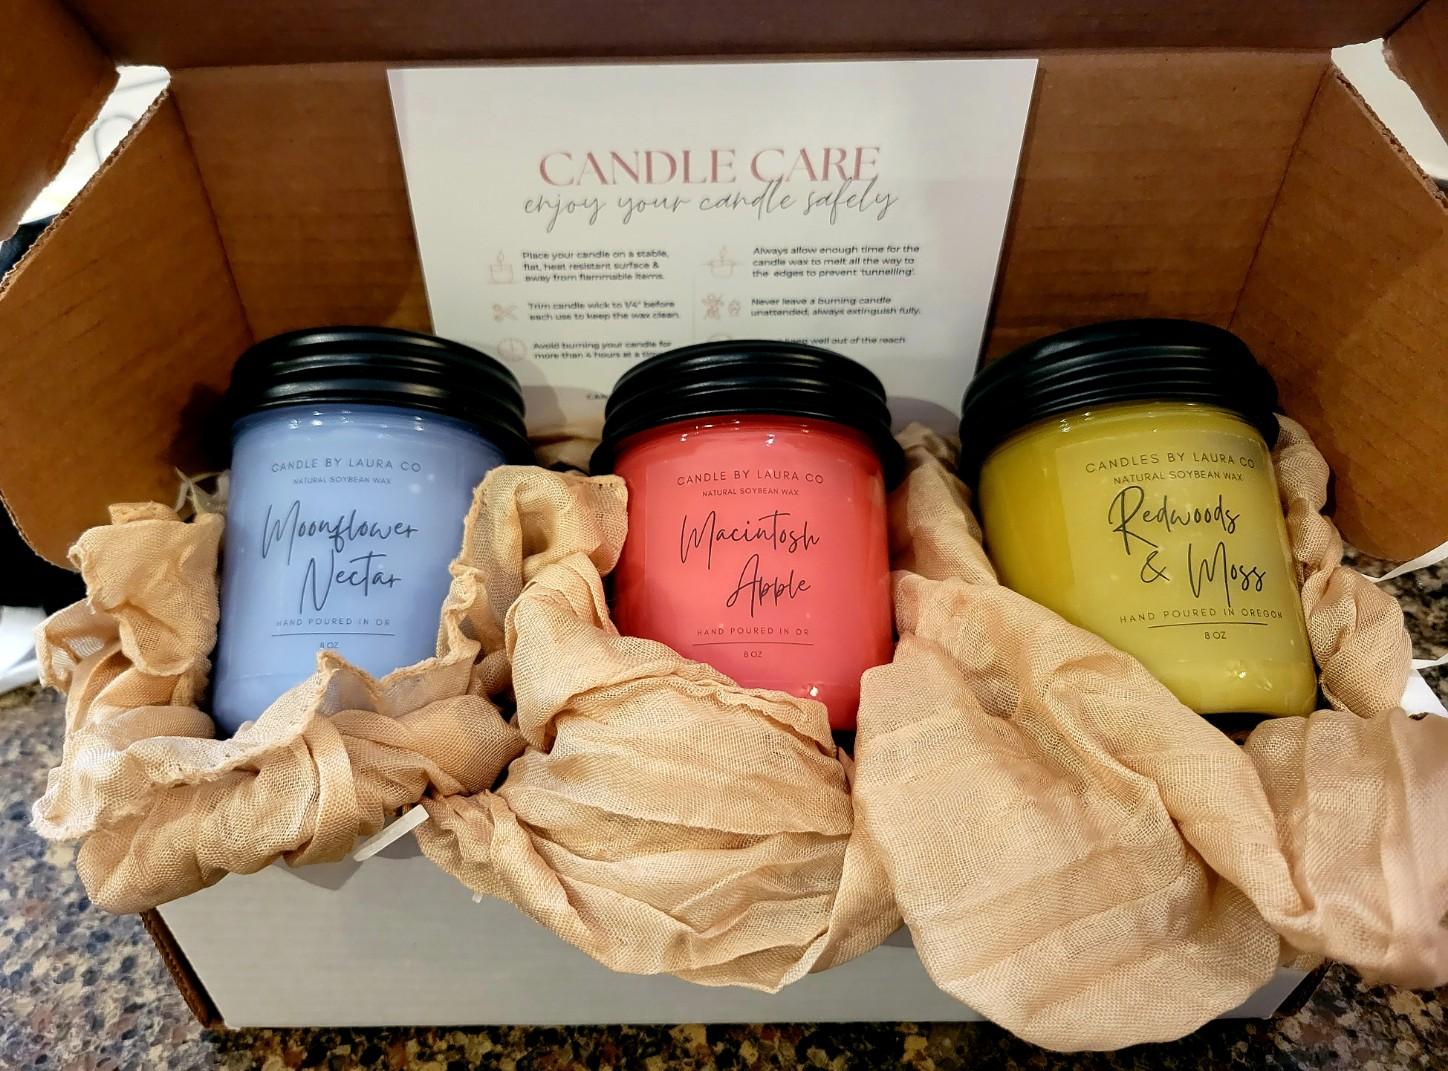 CANDLE CARE
enjoy your candle safely
Place your candle on a stable,
flat, heat resistant surface &
away from flammable items.
Trim candle wick to 1/4" before
each use to keep the wax clean.
Avoid burning your candle for
more than 4 hours at a time
Always allow enough time for the
candle wax to melt all the way to
the edges to prevent 'tunnelling'.
Never leave a burning candle
unattended, always extinguish fully.
keep well out of the reach
CANDLE BY LAURA CO
NATURAL SOYBEAN WAX
Moonflower
Nectar
HAND POURED IN OR
8 OZ
CANDLE BY LAURA CO
NATURAL SOYBEAN WAX
Macintosh
Apple
HAND POURED IN OR
8 OZ
CANDLES BY LAURA CO
NATURAL SOYBEAN WAX
Redwoods
& Moss
HAND POURED IN OREGON
8 OZ